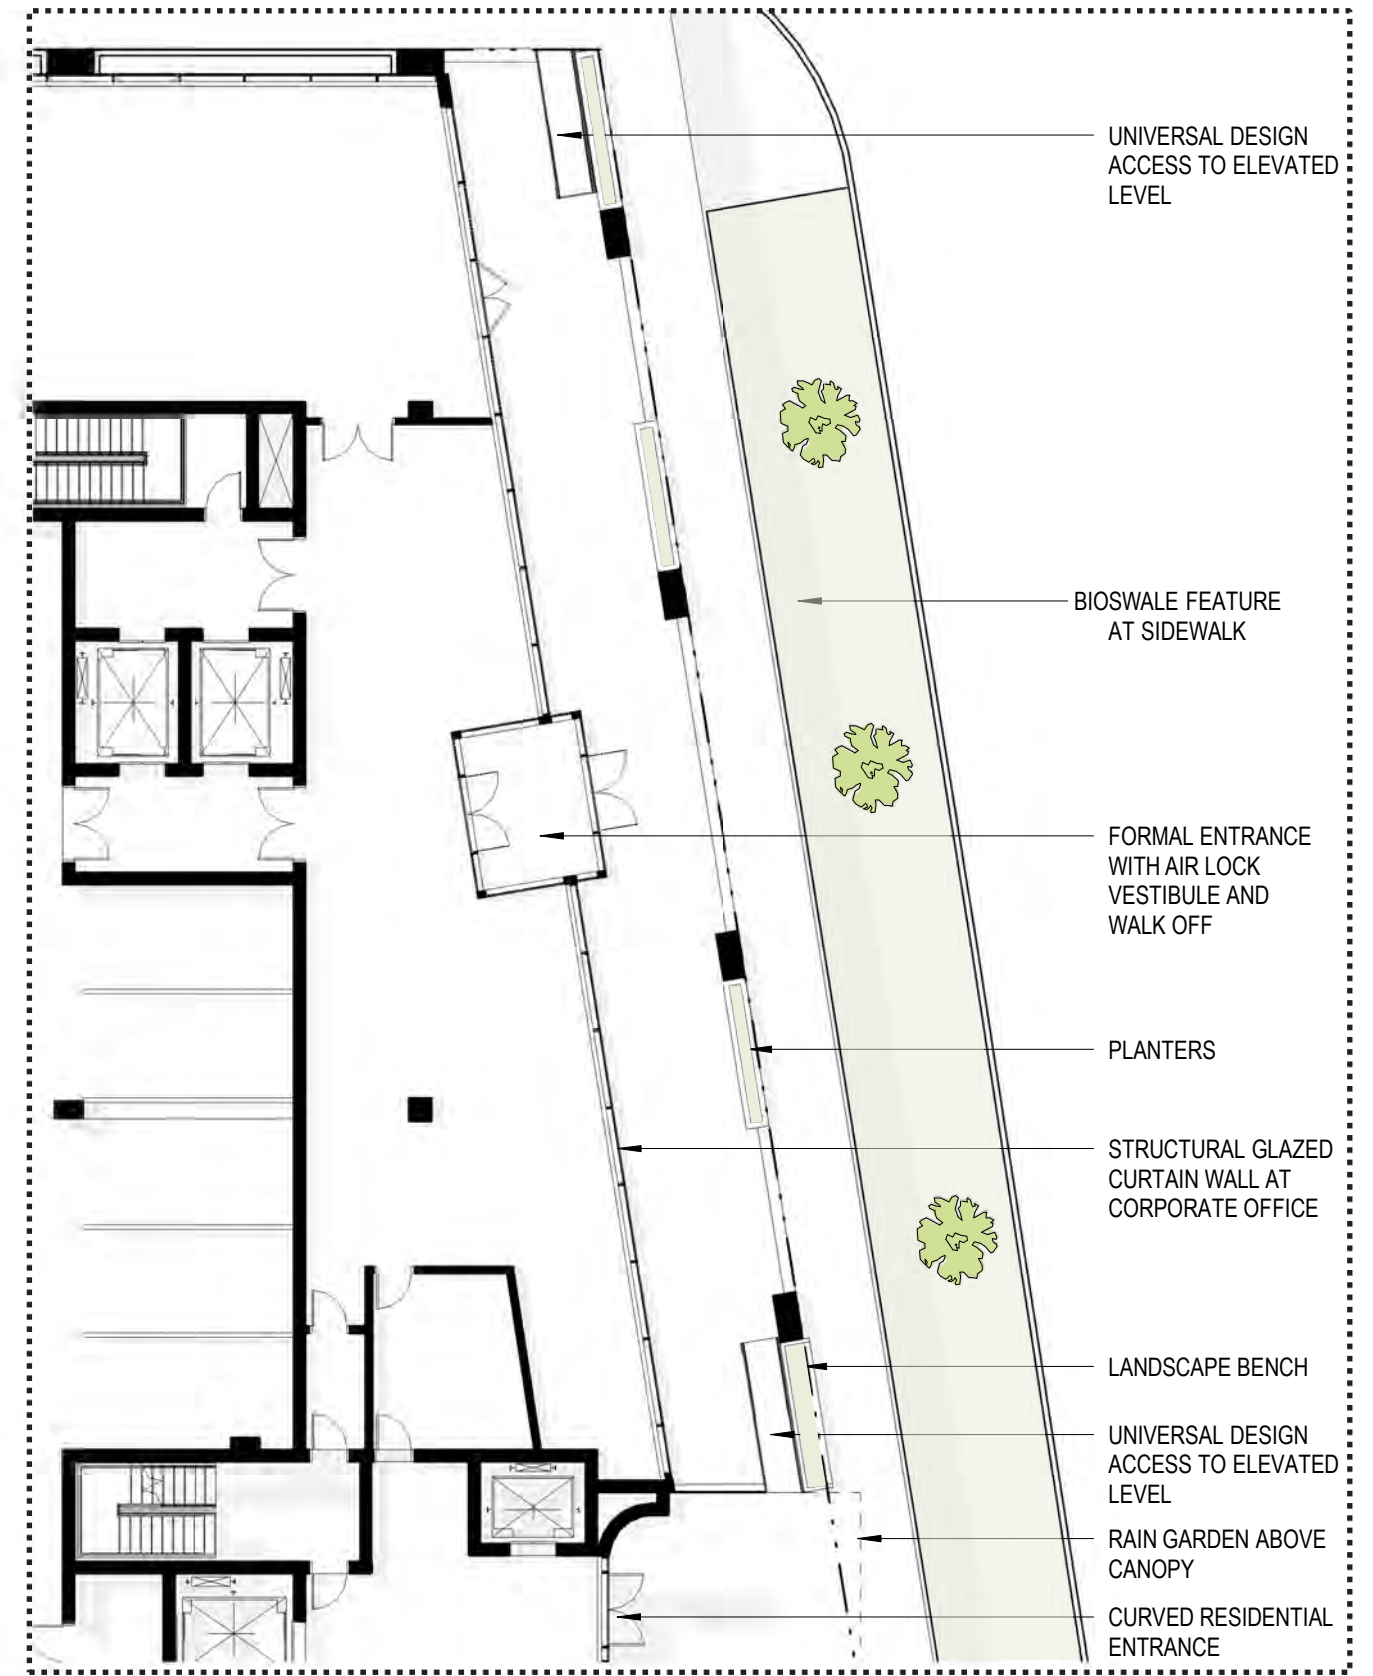 UNIVERSAL DESIGN
ACCESS TO ELEVATED
LEVEL
BIOSWALE FEATURE
AT SIDEWALK
FORMAL ENTRANCE
WITH AIR LOCK
VESTIBULE AND
WALK OFF
PLANTERS
STRUCTURAL GLAZED
CURTAIN WALL AT
CORPORATE OFFICE
LANDSCAPE BENCH
UNIVERSAL DESIGN
ACCESS TO ELEVATED
LEVEL
RAIN GARDEN ABOVE
CANOPY
CURVED RESIDENTIAL
ENTRANCE